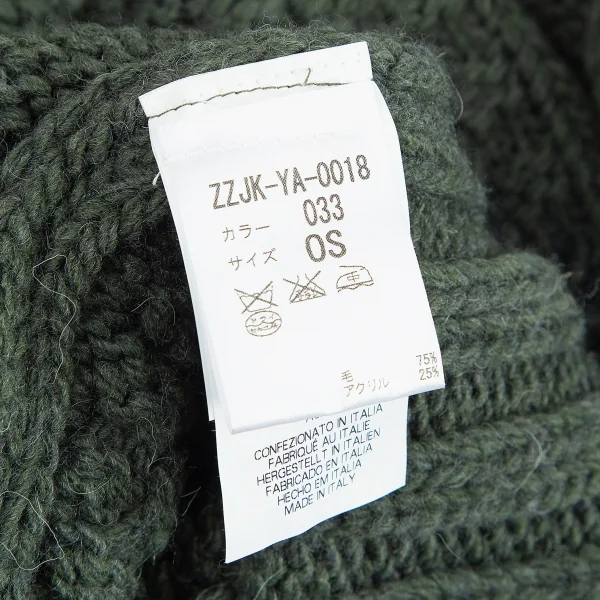 ZZJK-YA-0018
カラー 033
サイズ OS
中
毛 75%
アクリル 25%
CONFEZIONATO IN ITALIA
FABRIQUÉ AU ITALIE
HERGESTELLT IN ITALIEN
FABRICADO EN ITALIA
HECHO EM ITALIA
MADE IN ITALY